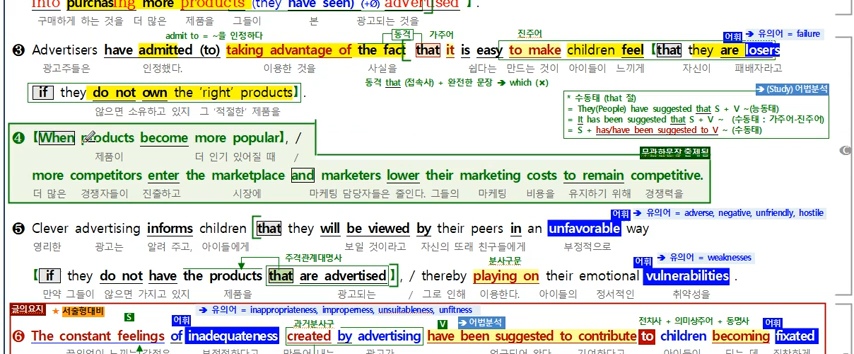 into purchasing more products (they have seen) (+Ø) advertised .
구매하게 하는 것을 더 많은 제품을 그들이 본 광고되는 것을
admit to = ~을 인정하다 동격 가주어 진주어 어휘 ➔ 유의어 = failure
❸ Advertisers have admitted (to) taking advantage of the fact [that it is easy to make children feel 【that they are losers
광고주들은 인정했다. 이용한 것을 사실을 쉽다는 만드는 것이 아이들이 느끼게 자신이 패배자라고
동격 that (접속사) + 완전한 문장 ➔ which (×)
➔ (Study) 어법분석
if they do not own the 'right' products】.
않으면 소유하고 있지 그 '적절한' 제품을
* 수동태 (that 절)
= They(People) have suggested that S + V ~(능동태)
= It has been suggested that S + V ~ (수동태 : 가주어-진주어)
= S + has/have been suggested to V ~ (수동태)
❹ 【When products become more popular】, /
제품이 더 인기 있어질 때 /
무관한문장 출제됨
more competitors enter the marketplace and marketers lower their marketing costs to remain competitive.
더 많은 경쟁자들이 진출하고 시장에 마케팅 담당자들은 줄인다. 그들의 마케팅 비용을 유지하기 위해 경쟁력을
어휘 ➔ 유의어 = adverse, negative, unfriendly, hostile
❺ Clever advertising informs children [that they will be viewed by their peers in an unfavorable way
영리한 광고는 알려 주고, 아이들에게 보일 것이라고 자신의 또래 친구들에게 부정적으로
주격관계대명사 분사구문 어휘 ➔ 유의어 = weaknesses
【if they do not have the products that are advertised】, / thereby playing on their emotional vulnerabilities .
만약 그들이 않으면 가지고 있지 제품을 광고되는 / 그로 인해 이용한다. 아이들의 정서적인 취약성을
글의요지 ★ 서술형대비 ➔ 유의어 = inappropriateness, improperness, unsuitableness, unfitness
S 어휘 과거분사구 V ➔ 어법분석 전치사 + 의미상주어 + 동명사 어휘
❻ The constant feelings of inadequateness created by advertising have been suggested to contribute to children becoming fixated